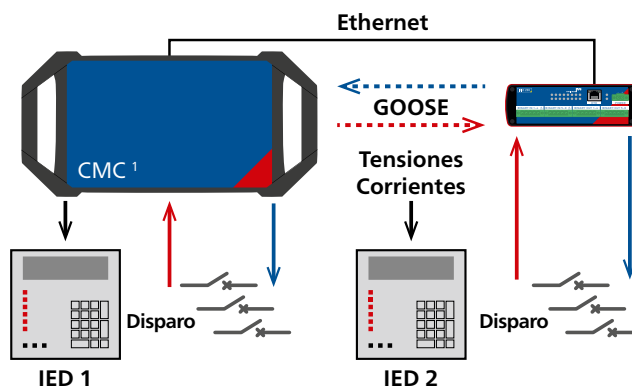 Ethernet
GOOSE
CMC 1
Tensiones
Corrientes
Disparo
Disparo
IED 1
IED 2